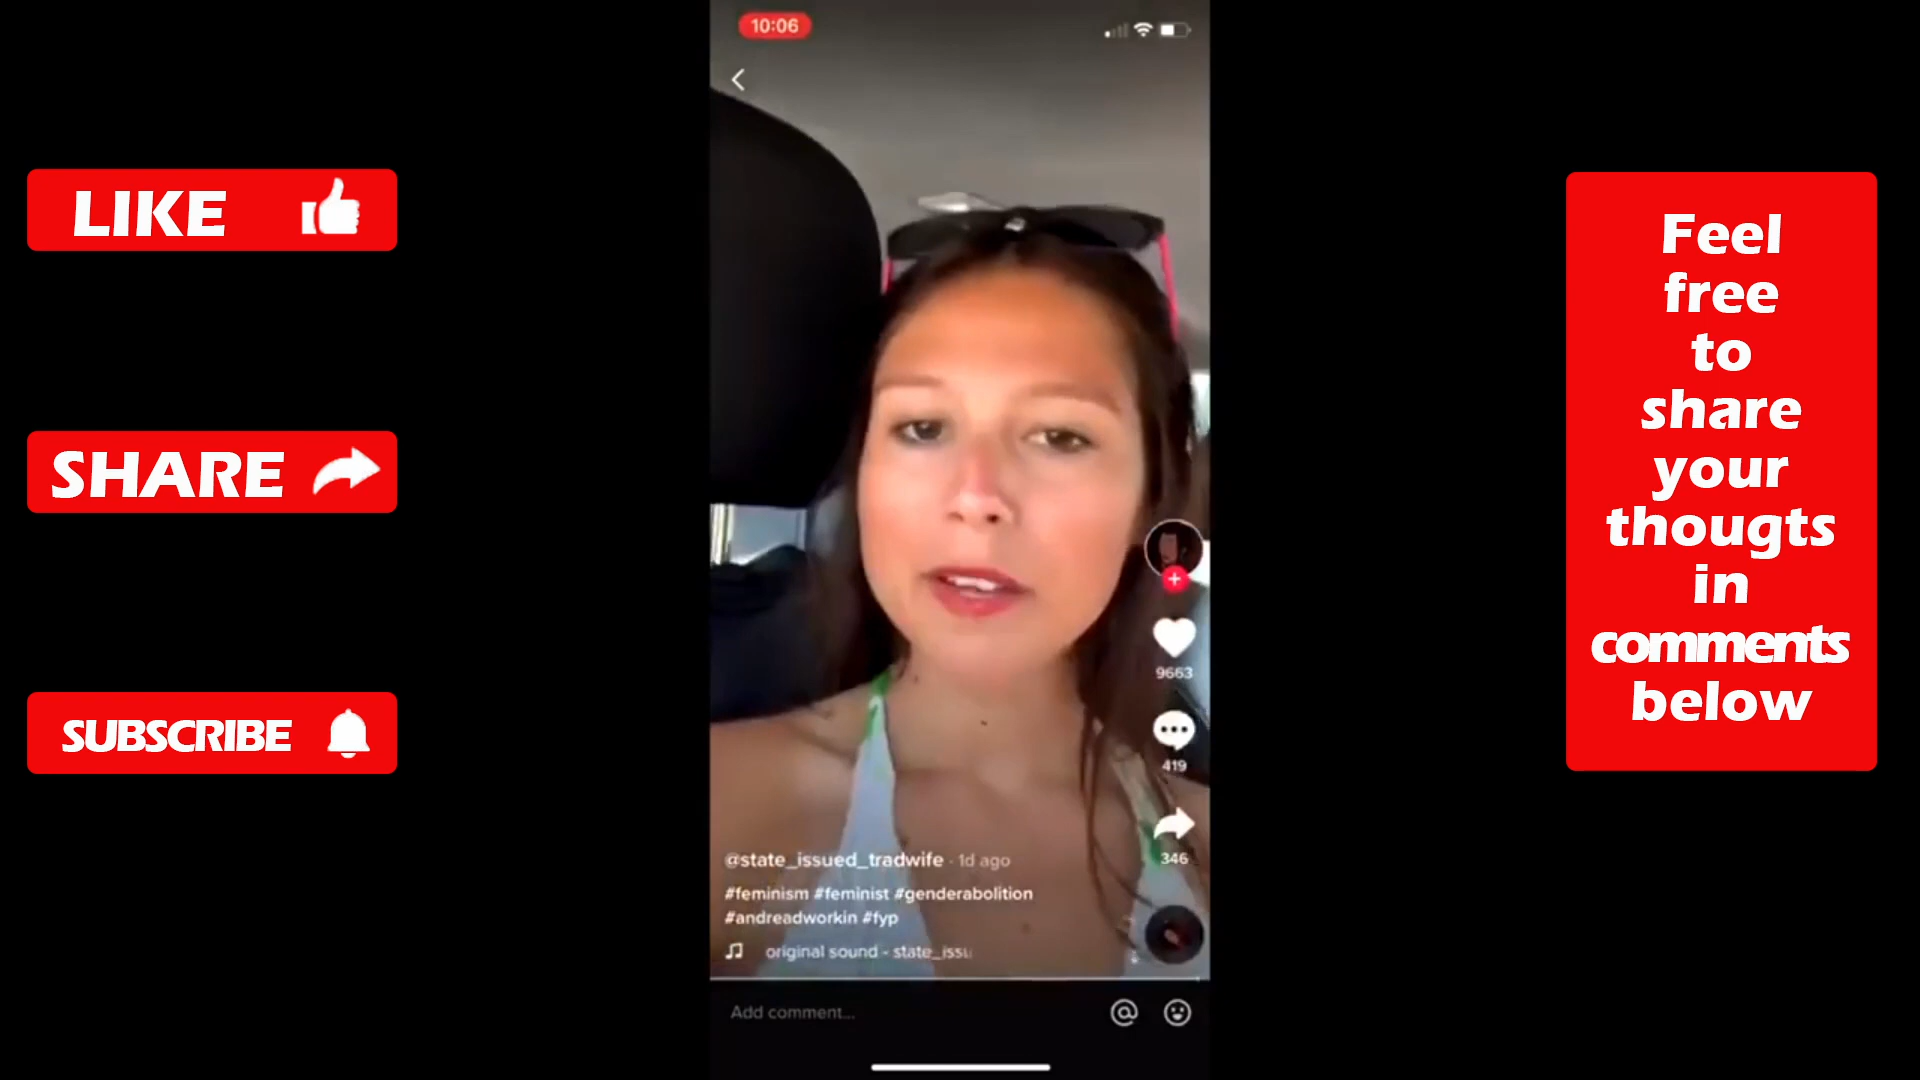 10:06
LIKE
SHARE
SUBSCRIBE
9663
419
346
@state_issued_tradwife · 1d ago
#feminism #feminist #genderabolition
#andreadworkin #fyp
original sound - state_issu
Add comment...
Feel
free
to
share
your
thougts
in
comments
below